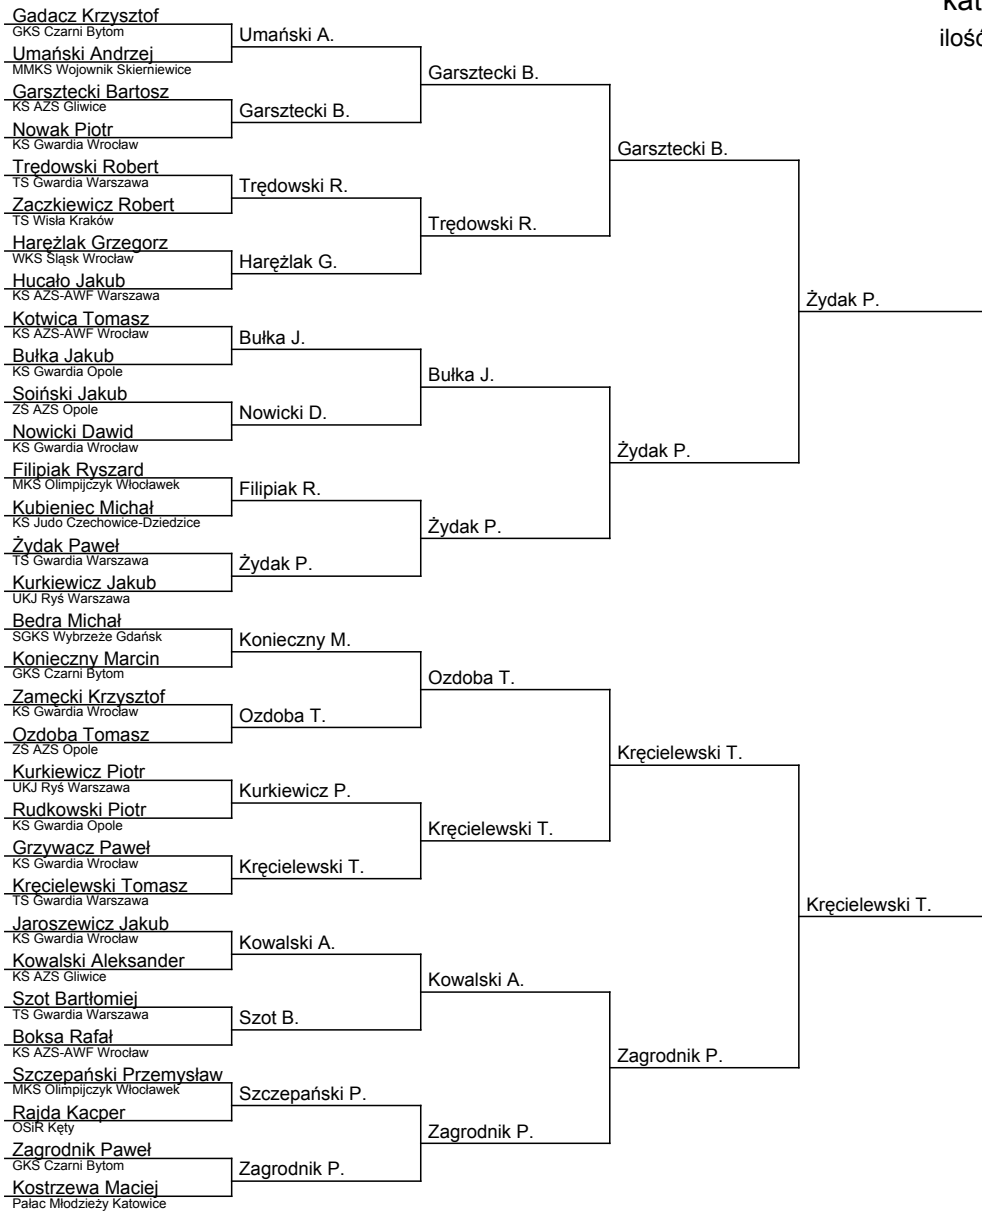 kat
ilość
Gadacz Krzysztof
GKS Czarni Bytom
Umański Andrzej
MMKS Wojownik Skierniewice
Garsztecki Bartosz
KS AZS Gliwice
Nowak Piotr
KS Gwardia Wrocław
Trędowski Robert
TS Gwardia Warszawa
Zaczkiewicz Robert
TS Wisła Kraków
Harężlak Grzegorz
WKS Śląsk Wrocław
Hucało Jakub
KS AZS-AWF Warszawa
Kotwica Tomasz
KS AZS-AWF Wrocław
Bułka Jakub
KS Gwardia Opole
Soiński Jakub
ZŚ AZS Opole
Nowicki Dawid
KS Gwardia Wrocław
Filipiak Ryszard
MKS Olimpijczyk Włocławek
Kubieniec Michał
KS Judo Czechowice-Dziedzice
Żydak Paweł
TS Gwardia Warszawa
Kurkiewicz Jakub
UKJ Ryś Warszawa
Bedra Michał
SGKS Wybrzeże Gdańsk
Konieczny Marcin
GKS Czarni Bytom
Zamęcki Krzysztof
KS Gwardia Wrocław
Ozdoba Tomasz
ZŚ AZS Opole
Kurkiewicz Piotr
UKJ Ryś Warszawa
Rudkowski Piotr
KS Gwardia Opole
Grzywacz Paweł
KS Gwardia Wrocław
Kręcielewski Tomasz
TS Gwardia Warszawa
Jaroszewicz Jakub
KS Gwardia Wrocław
Kowalski Aleksander
KS AZS Gliwice
Szot Bartłomiej
TS Gwardia Warszawa
Boksa Rafał
KS AZS-AWF Wrocław
Szczepański Przemysław
MKS Olimpijczyk Włocławek
Rajda Kacper
OSiR Kęty
Zagrodnik Paweł
GKS Czarni Bytom
Kostrzewa Maciej
Pałac Młodzieży Katowice
Umański A.
Garsztecki B.
Trędowski R.
Harężlak G.
Bułka J.
Nowicki D.
Filipiak R.
Żydak P.
Konieczny M.
Ozdoba T.
Kurkiewicz P.
Kręcielewski T.
Kowalski A.
Szot B.
Szczepański P.
Zagrodnik P.
Garsztecki B.
Trędowski R.
Bułka J.
Żydak P.
Ozdoba T.
Kręcielewski T.
Kowalski A.
Zagrodnik P.
Garsztecki B.
Żydak P.
Kręcielewski T.
Zagrodnik P.
Żydak P.
Kręcielewski T.